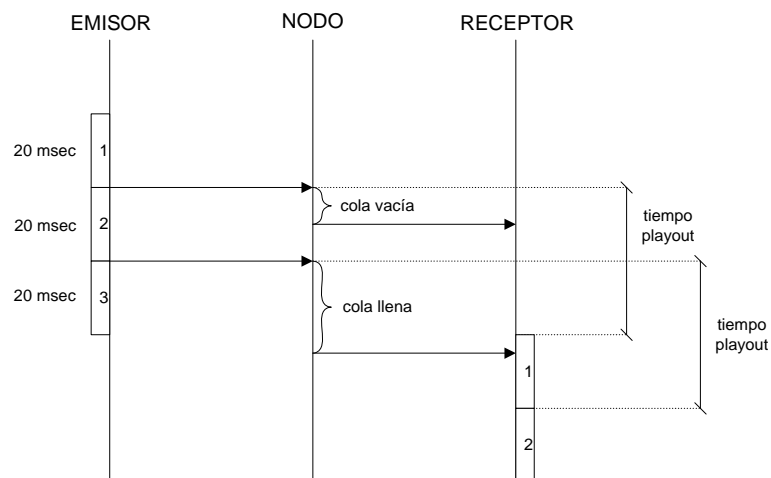 EMISOR
NODO
RECEPTOR
20 msec
1
cola vacía
20 msec
2
tiempo
playout
20 msec
3
cola llena
tiempo
playout
1
2